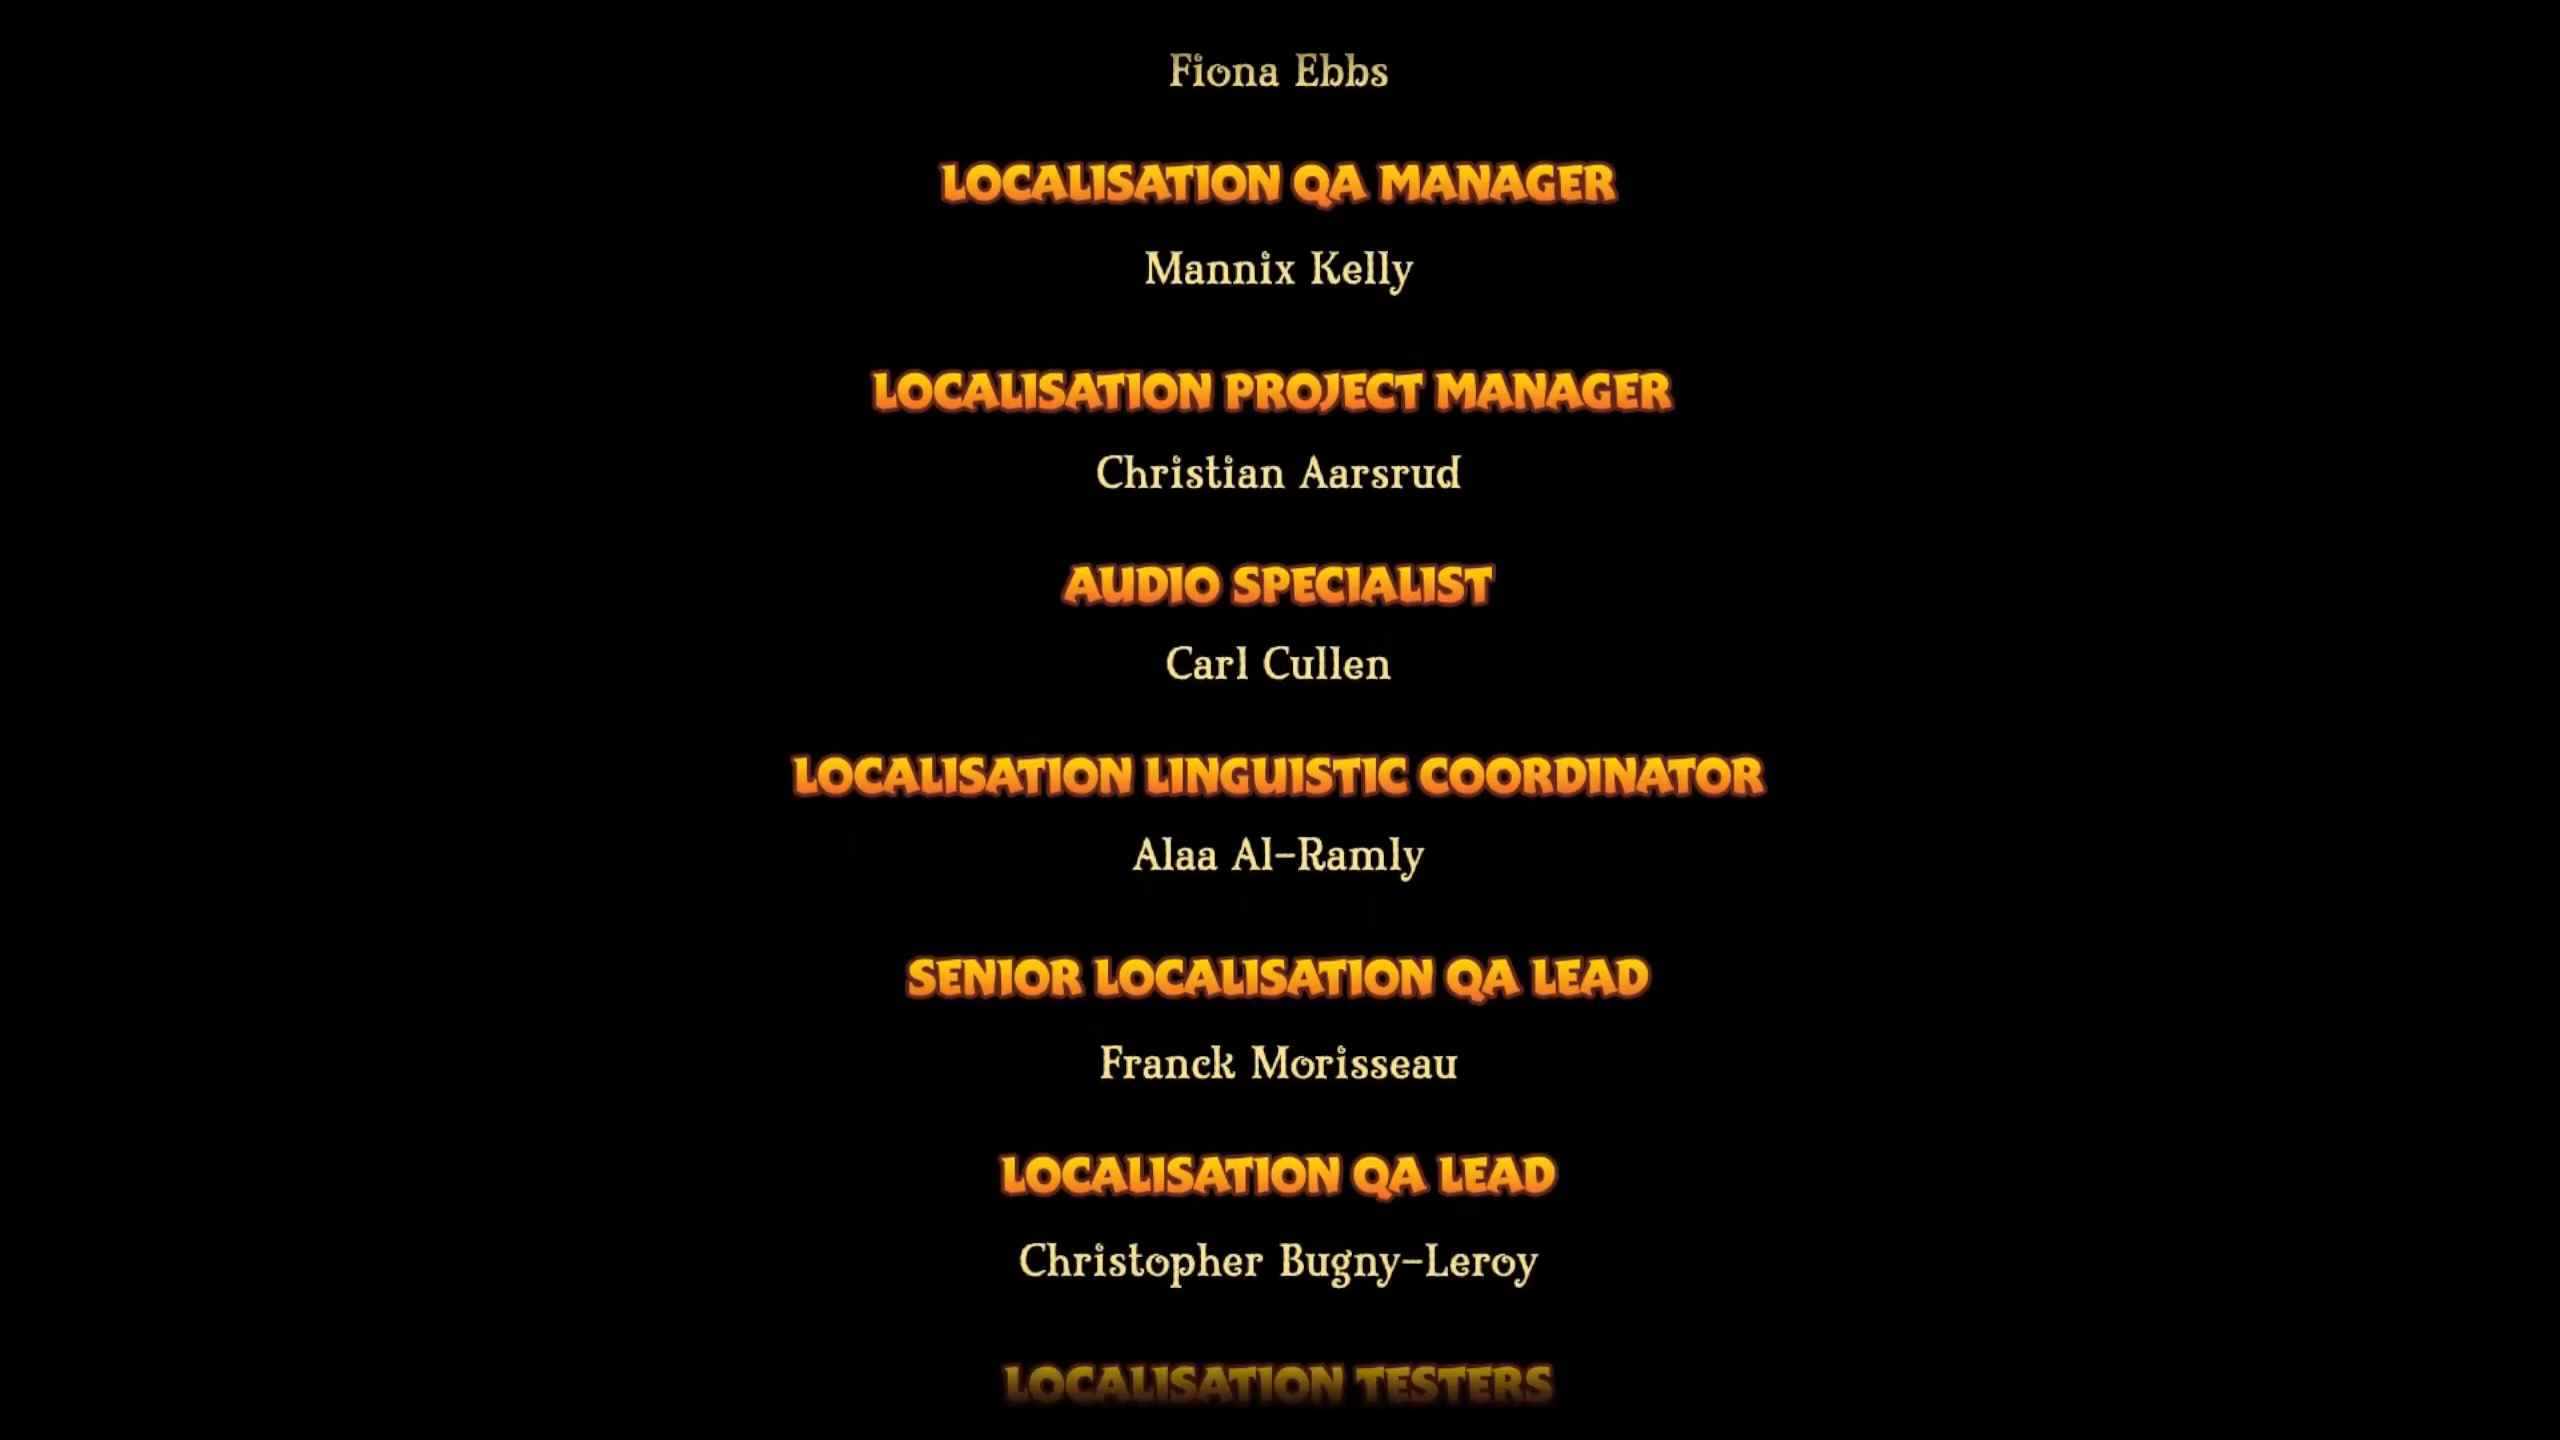 Fiona Ebbs
LOCALISATION QA MANAGER
Mannix Kelly
LOCALISATION PROJECT MANAGER
Christian Aarsrud
AUDIO SPECIALIST
Carl Cullen
LOCALISATION LINGUISTIC COORDINATOR
Alaa Al-Ramly
SENIOR LOCALISATION QA LEAD
Franck Morisseau
LOCALISATION QA LEAD
Christopher Bugny-Leroy
LOCALISATION TESTERS